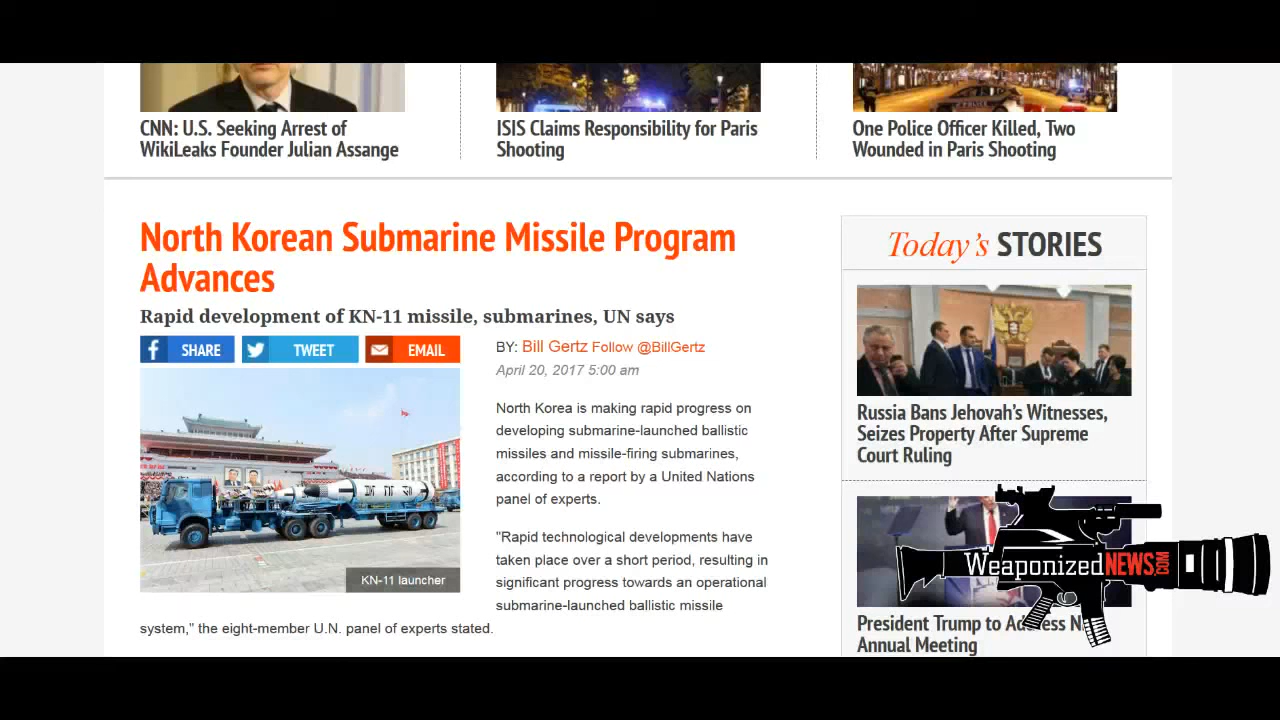 CNN: U.S. Seeking Arrest of
WikiLeaks Founder Julian Assange
ISIS Claims Responsibility for Paris
Shooting
One Police Officer Killed, Two
Wounded in Paris Shooting
North Korean Submarine Missile Program
Advances
Rapid development of KN-11 missile, submarines, UN says
SHARE
TWEET
EMAIL
BY: Bill Gertz Follow @BillGertz
April 20, 2017 5:00 am
North Korea is making rapid progress on
developing submarine-launched ballistic
missiles and missile-firing submarines,
according to a report by a United Nations
panel of experts.
"Rapid technological developments have
taken place over a short period, resulting in
significant progress towards an operational
submarine-launched ballistic missile
system," the eight-member U.N. panel of experts stated.
KN-11 launcher
Today's STORIES
Russia Bans Jehovah's Witnesses,
Seizes Property After Supreme
Court Ruling
WeaponizedNEWS.COM
President Trump to
Annual Meeting